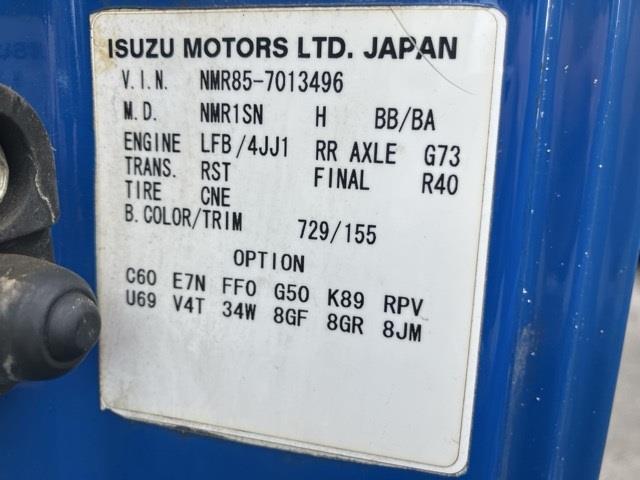 ISUZU MOTORS LTD. JAPAN
V.I.N. NMR85-7013496
M.D. NMR1SN H BB/BA
ENGINE LFB/4JJ1 RR AXLE G73
TRANS. RST FINAL R40
TIRE CNE
B.COLOR/TRIM 729/155
OPTION
C60 E7N FF0 G50 K89 RPV
U69 V4T 34W 8GF 8GR 8JM